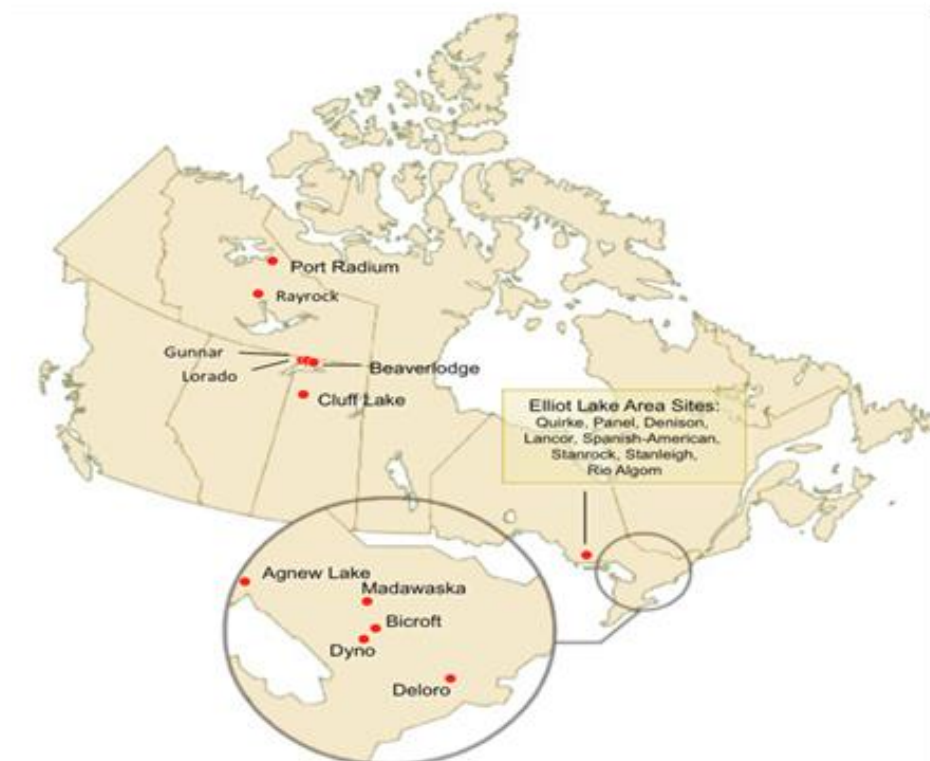 Port Radium
Rayrock
Gunnar
Lorado
Beaverlodge
Cluff Lake
Elliot Lake Area Sites:
Quirke, Panel, Denison,
Lancor, Spanish-American,
Stanrock, Stanleigh,
Rio Algom
Agnew Lake
Madawaska
Bicroft
Dyno
Deloro